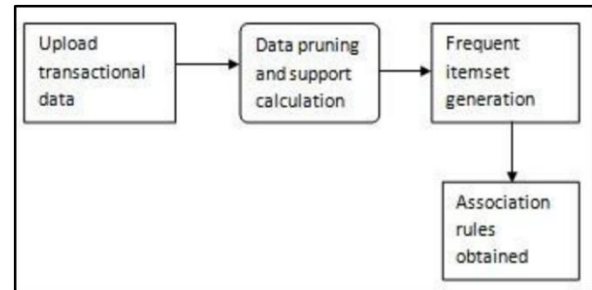 Upload
transactional
data
Data pruning
and support
calculation
Frequent
itemset
generation
Association
rules
obtained